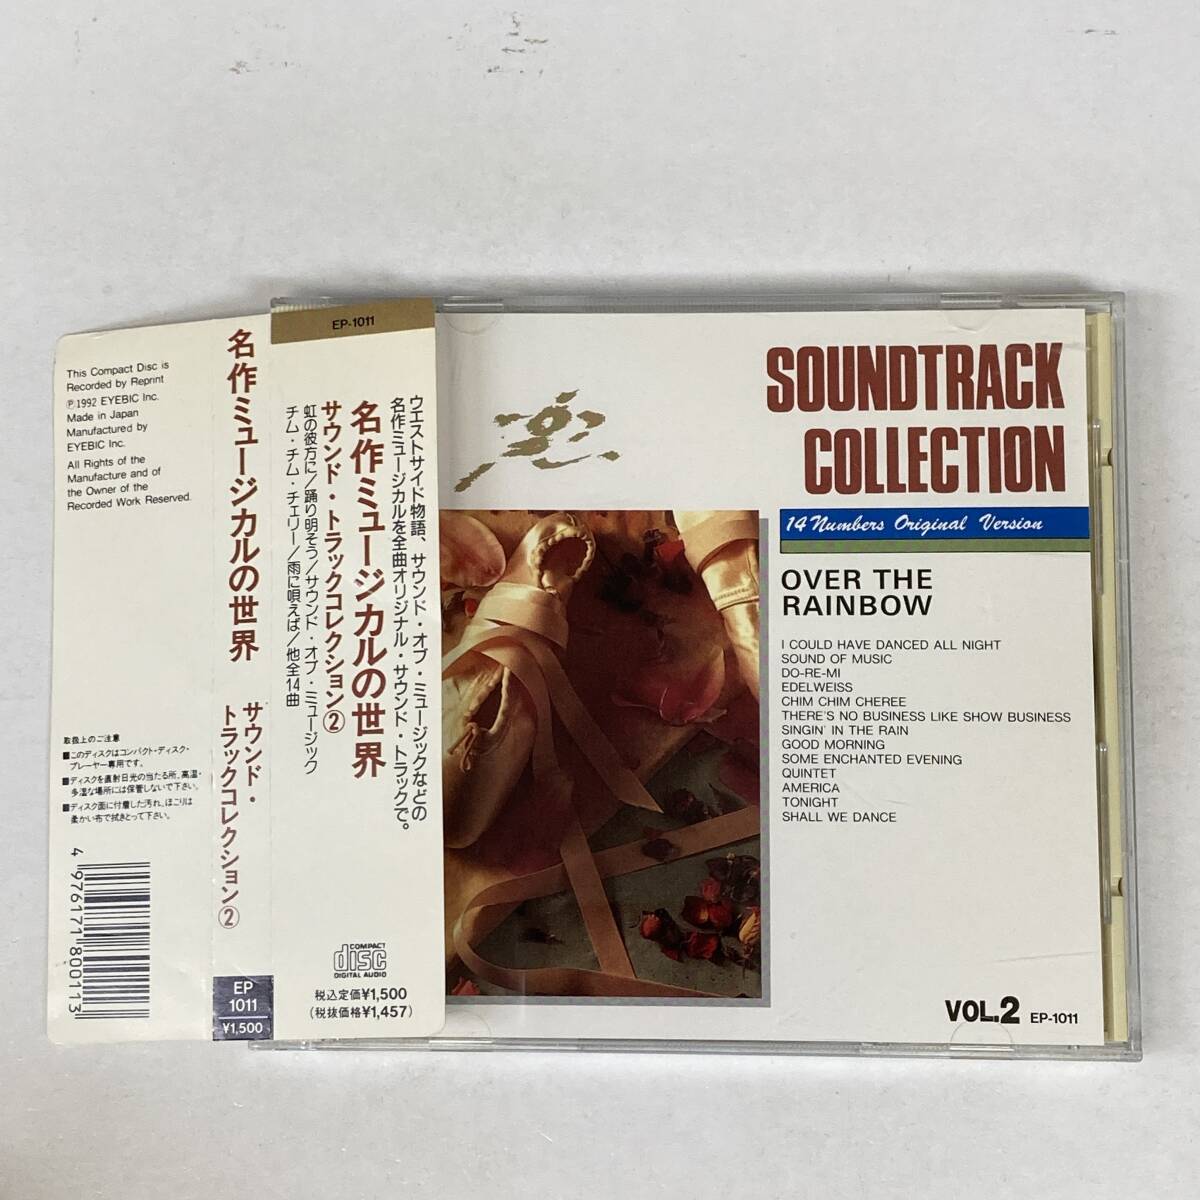 This Compact Disc is
Recorded by Reprint
Ⓟ1992 EYEBIC Inc.
Made in Japan
Manufactured by
EYEBIC Inc.
All Rights of the
Manufacture and of
the Owner of the
Recorded Work Reserved.
取扱上のご注意
■このディスクはコンパクト・ディスク・
プレーヤー専用です。
■ディスクを直射日光の当たる所、高温・
多湿な場所には保管しないで下さい。
■ディスク面に付着した汚れ、ほこりは
柔かい布で拭きとって下さい。
4 976171 800113
名作ミュージカルの世界
サウンド・
トラックコレクション②
EP
1011
¥1,500
EP-1011
ウエストサイド物語、サウンド・オブ・ミュージックなどの
名作ミュージカルを全曲オリジナル・サウンド・トラックで。
名作ミュージカルの世界
サウンド・トラックコレクション②
虹の彼方に/踊り明そう/サウンド・オブ・ミュージック
チム・チム・チェリー/雨に唄えば/他全14曲
COMPACT
disc
DIGITAL AUDIO
税込定価¥1,500
(税抜価格¥1,457)
SOUNDTRACK
COLLECTION
14 Numbers Original Version
OVER THE
RAINBOW
I COULD HAVE DANCED ALL NIGHT
SOUND OF MUSIC
DO-RE-MI
EDELWEISS
CHIM CHIM CHEREE
THERE'S NO BUSINESS LIKE SHOW BUSINESS
SINGIN' IN THE RAIN
GOOD MORNING
SOME ENCHANTED EVENING
QUINTET
AMERICA
TONIGHT
SHALL WE DANCE
VOL.2 EP-1011